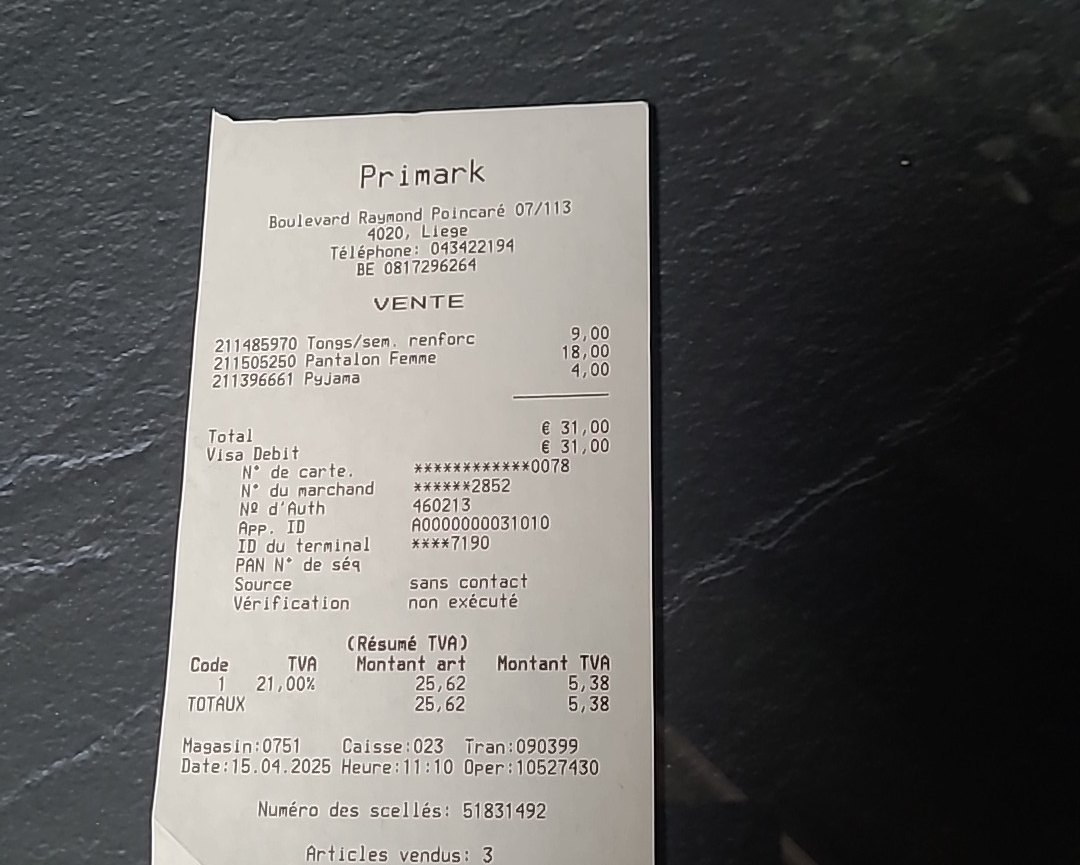 Primark
Boulevard Raymond Poincaré 07/113
4020, Liege
Téléphone: 043422194
BE 0817296264
VENTE
211485970 Tongs/sem. renforc 9,00
211505250 Pantalon Femme 18,00
211396661 Pyjama 4,00
Total € 31,00
Visa Debit € 31,00
N° de carte. ************0078
N° du marchand ******2852
Nº d'Auth 460213
App. ID A0000000031010
ID du terminal ****7190
PAN N° de séq
Source sans contact
Vérification non exécuté
(Résumé TVA)
Code TVA Montant art Montant TVA
1 21,00% 25,62 5,38
TOTAUX 25,62 5,38
Magasin:0751 Caisse:023 Tran:090399
Date:15.04.2025 Heure:11:10 Oper:10527430
Numéro des scellés: 51831492
Articles vendus: 3